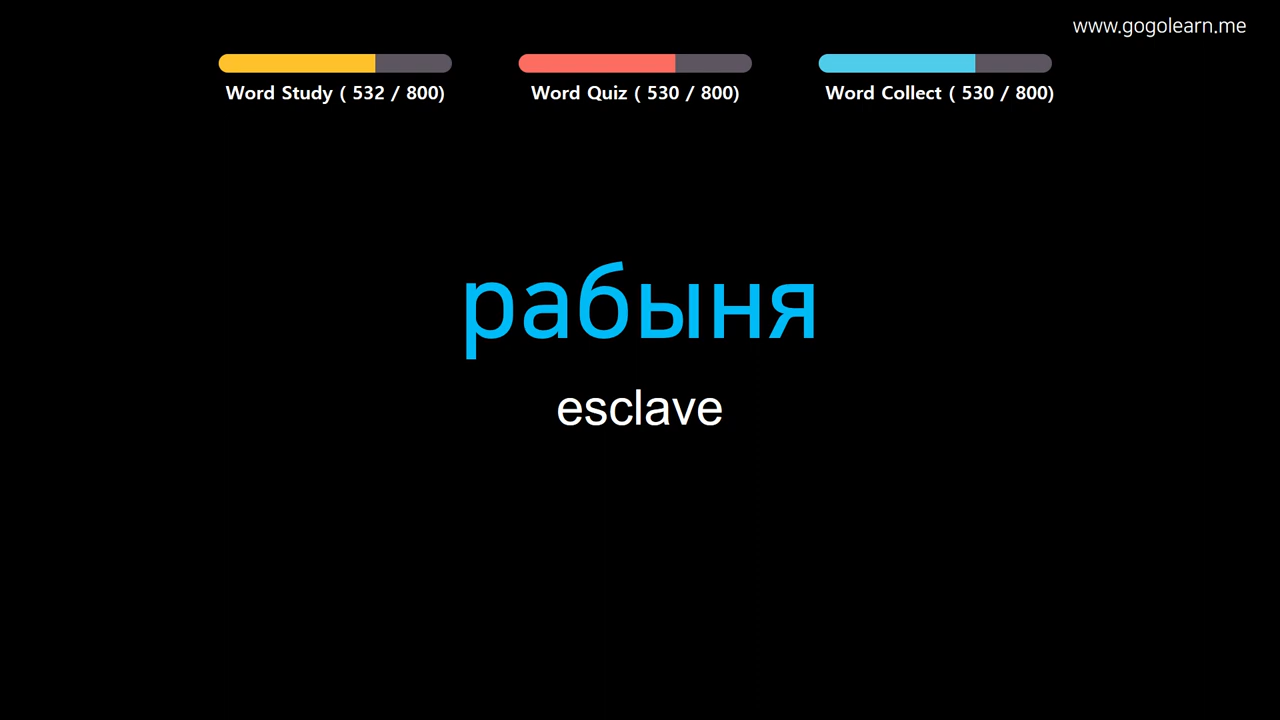 www.gogolearn.me
Word Study ( 532 / 800)
Word Quiz ( 530 / 800)
Word Collect ( 530 / 800)
рабыня
esclave